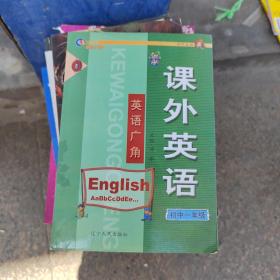 课外英语
KEWAIGONG
英语广角
English
AaBbCcDdEe...
初中一年级
辽宁人民出版社